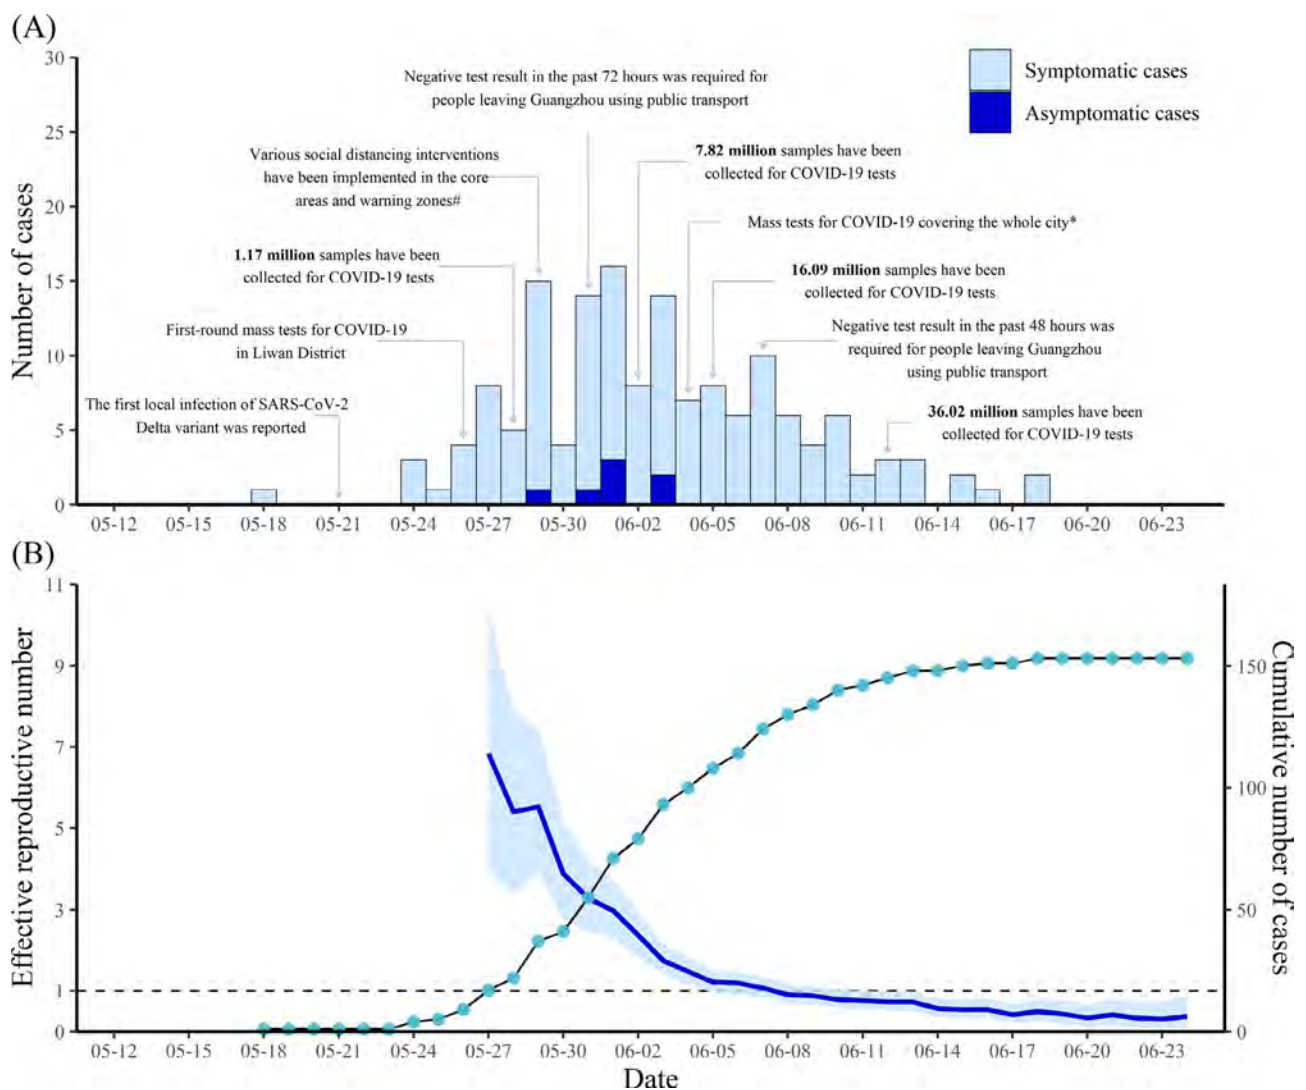 (A)
30
25
20
15
10
5
0
Number of cases
Symptomatic cases
Asymptomatic cases
Negative test result in the past 72 hours was required for
people leaving Guangzhou using public transport
Various social distancing interventions
have been implemented in the core
areas and warning zones#
7.82 million samples have been
collected for COVID-19 tests
Mass tests for COVID-19 covering the whole city*
1.17 million samples have been
collected for COVID-19 tests
16.09 million samples have been
collected for COVID-19 tests
First-round mass tests for COVID-19
in Liwan District
Negative test result in the past 48 hours was
required for people leaving Guangzhou
using public transport
The first local infection of SARS-CoV-2
Delta variant was reported
36.02 million samples have been
collected for COVID-19 tests
05-12 05-15 05-18 05-21 05-24 05-27 05-30 06-02 06-05 06-08 06-11 06-14 06-17 06-20 06-23
(B)
11
9
7
5
3
1
0
Effective reproductive number
150
100
50
0
Cumulative number of cases
05-12 05-15 05-18 05-21 05-24 05-27 05-30 06-02 06-05 06-08 06-11 06-14 06-17 06-20 06-23
Date